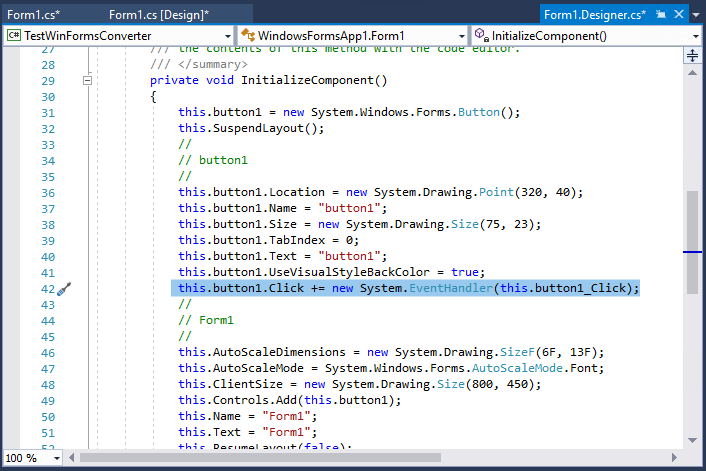 Form1.cs* Form1.cs [Design]* Form1.Designer.cs*
TestWinFormsConverter WindowsFormsApp1.Form1 InitializeComponent()
27 /// the contents of this method with the code editor.
28 /// </summary>
29 private void InitializeComponent()
30 {
31 this.button1 = new System.Windows.Forms.Button();
32 this.SuspendLayout();
33 //
34 // button1
35 //
36 this.button1.Location = new System.Drawing.Point(320, 40);
37 this.button1.Name = "button1";
38 this.button1.Size = new System.Drawing.Size(75, 23);
39 this.button1.TabIndex = 0;
40 this.button1.Text = "button1";
41 this.button1.UseVisualStyleBackColor = true;
42 this.button1.Click += new System.EventHandler(this.button1_Click);
43 //
44 // Form1
45 //
46 this.AutoScaleDimensions = new System.Drawing.SizeF(6F, 13F);
47 this.AutoScaleMode = System.Windows.Forms.AutoScaleMode.Font;
48 this.ClientSize = new System.Drawing.Size(800, 450);
49 this.Controls.Add(this.button1);
50 this.Name = "Form1";
51 this.Text = "Form1";
52 this.ResumeLayout(false);
100 %